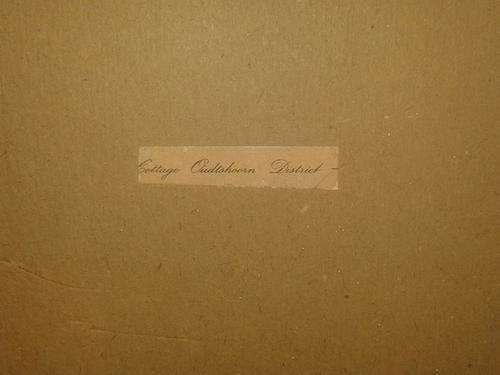 Cottage Oudtshoorn District -